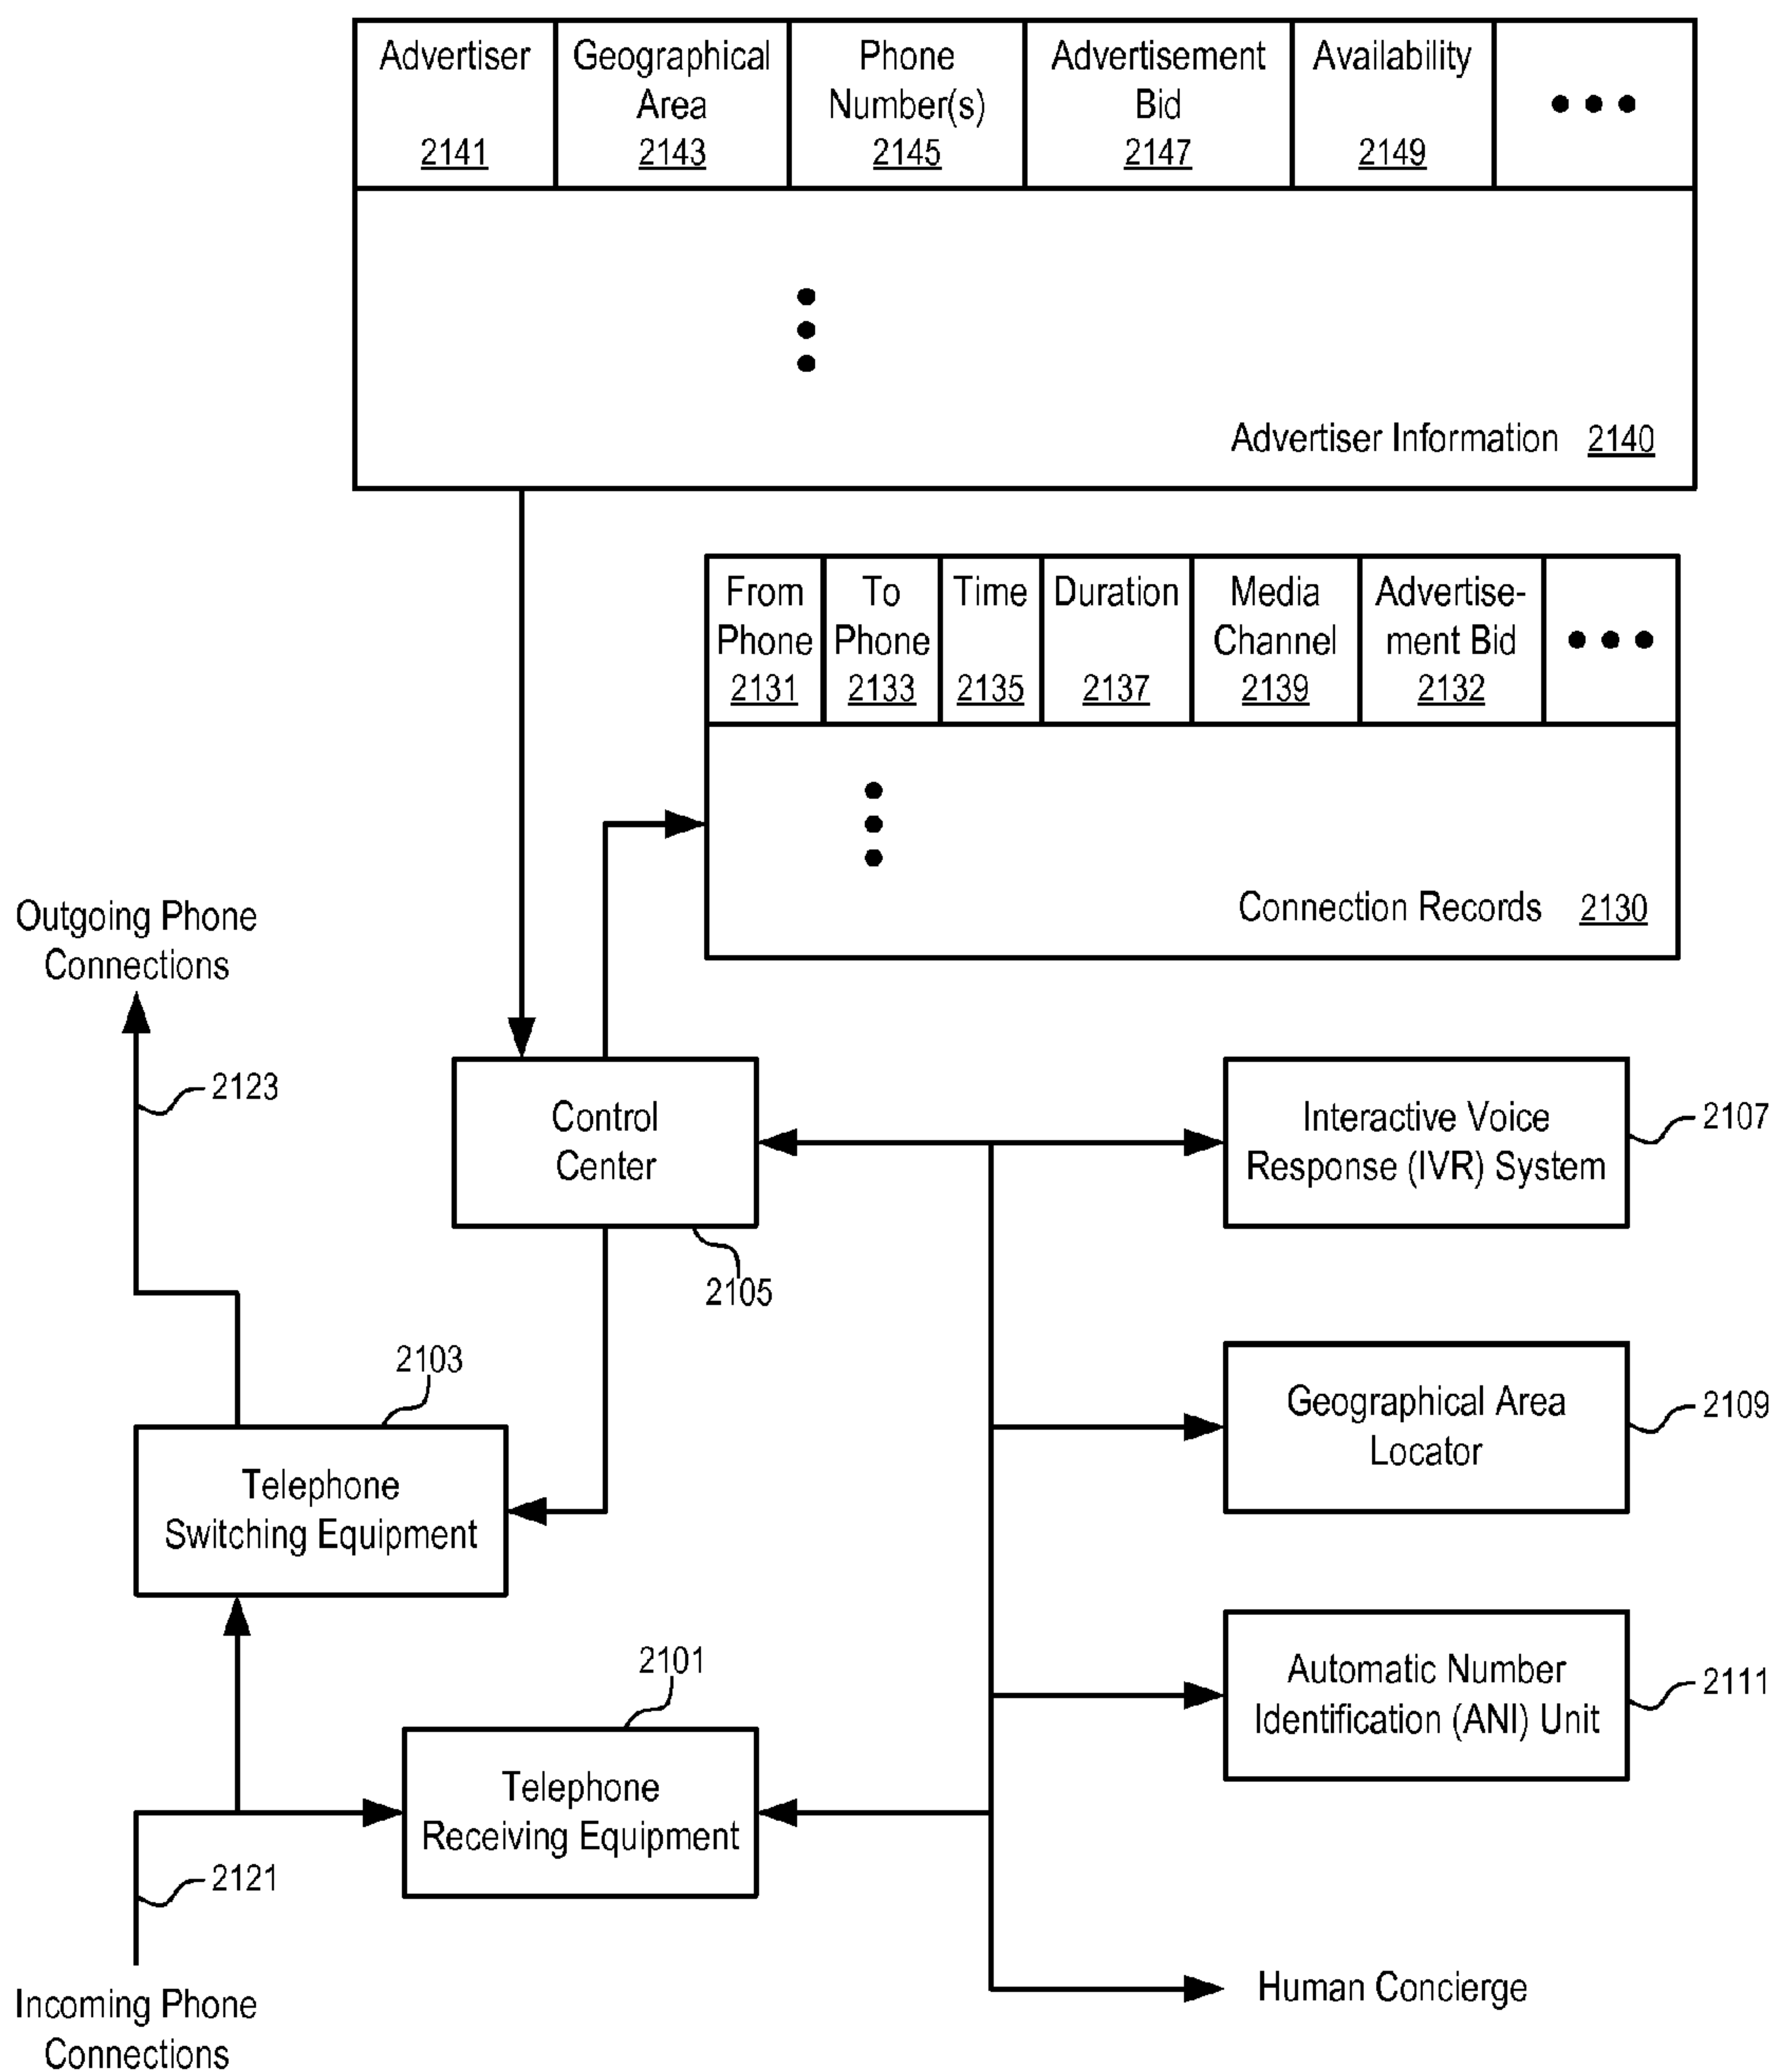 Advertiser
2141
Geographical
Area
2143
Phone
Number(s)
2145
Advertisement
Bid
2147
Availability
2149
Advertiser Information 2140
From
Phone
2131
To
Phone
2133
Time
2135
Duration
2137
Media
Channel
2139
Advertise-
ment Bid
2132
Connection Records 2130
Outgoing Phone
Connections
2123
Control
Center
2105
Interactive Voice
Response (IVR) System
2107
2103
Telephone
Switching Equipment
Geographical Area
Locator
2109
2101
Telephone
Receiving Equipment
Automatic Number
Identification (ANI) Unit
2111
2121
Incoming Phone
Connections
Human Concierge